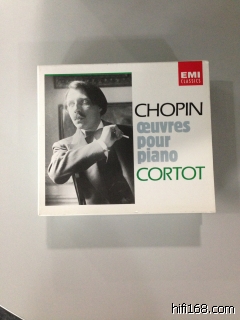 EMI
CLASSICS
CHOPIN
œuvres
pour
piano
CORTOT
hifi168.com